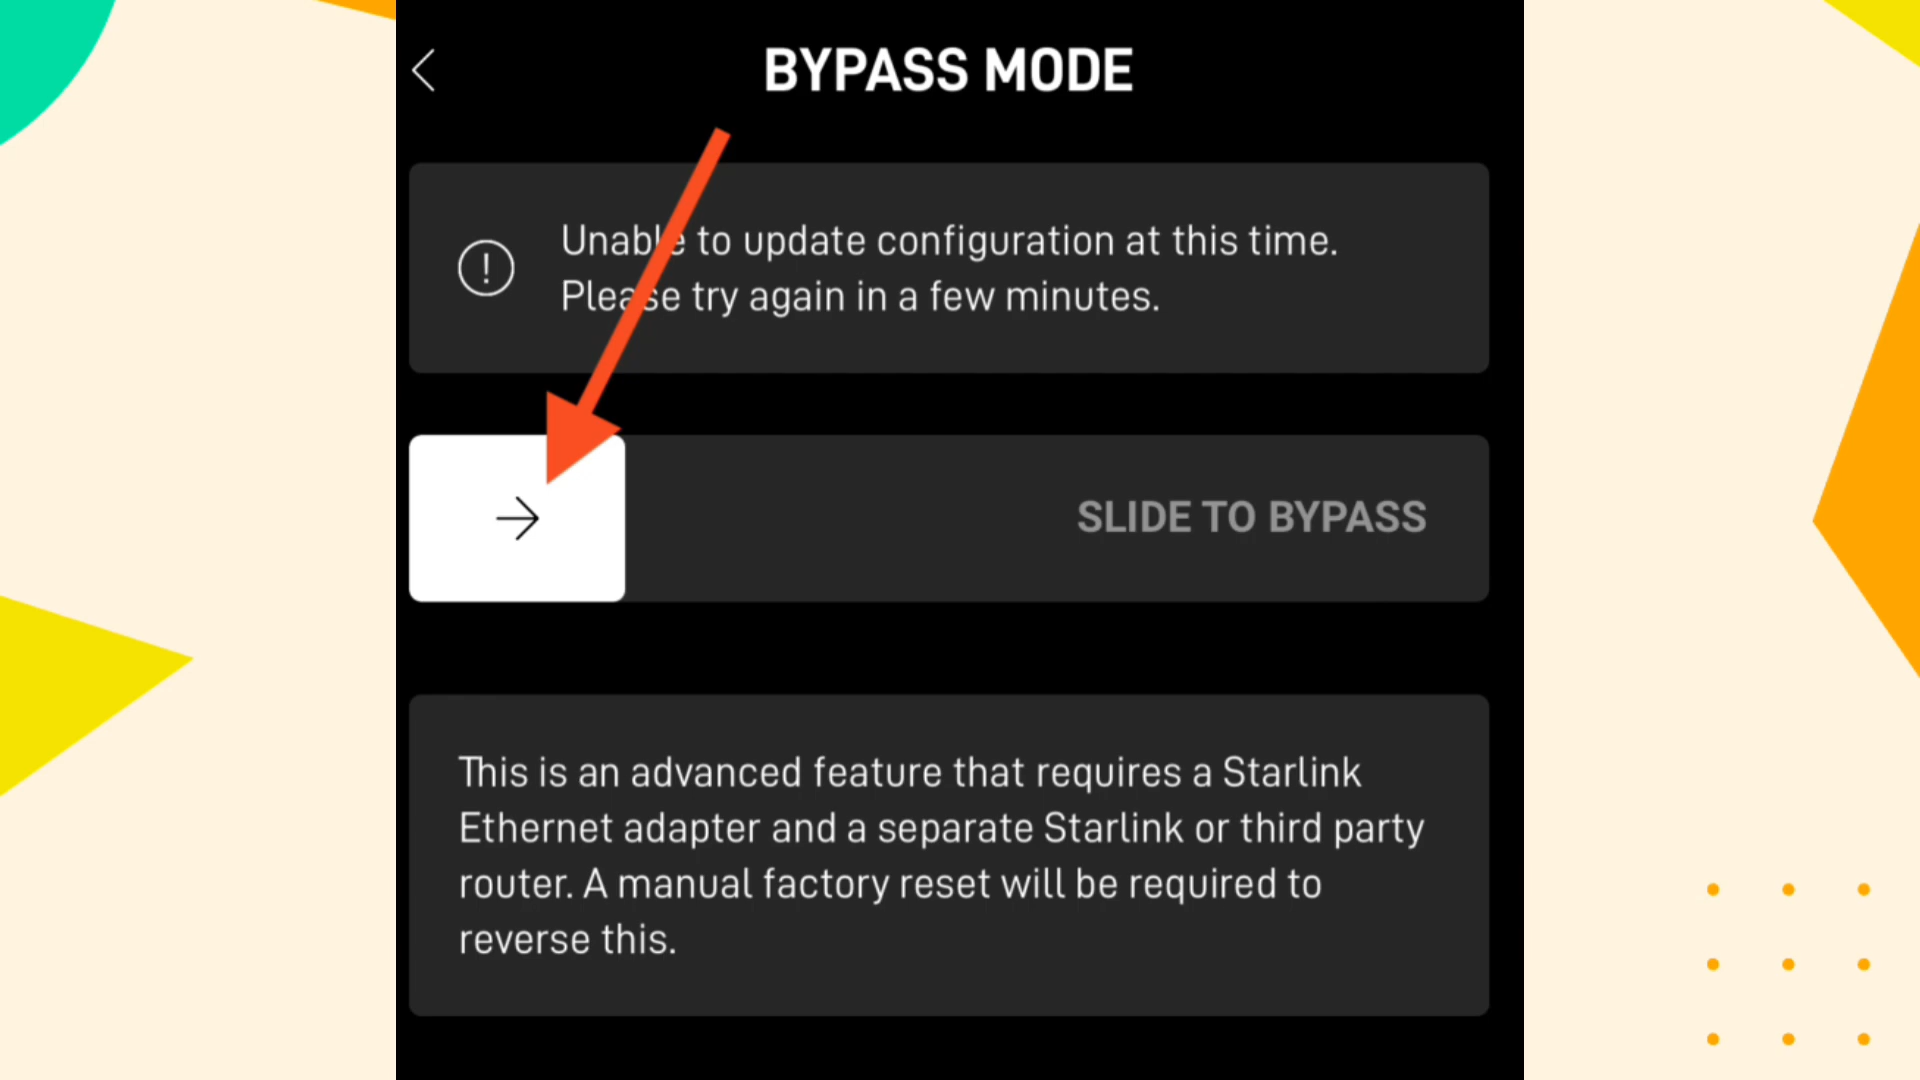 BYPASS MODE
Unable to update configuration at this time.
Please try again in a few minutes.
SLIDE TO BYPASS
This is an advanced feature that requires a Starlink
Ethernet adapter and a separate Starlink or third party
router. A manual factory reset will be required to
reverse this.